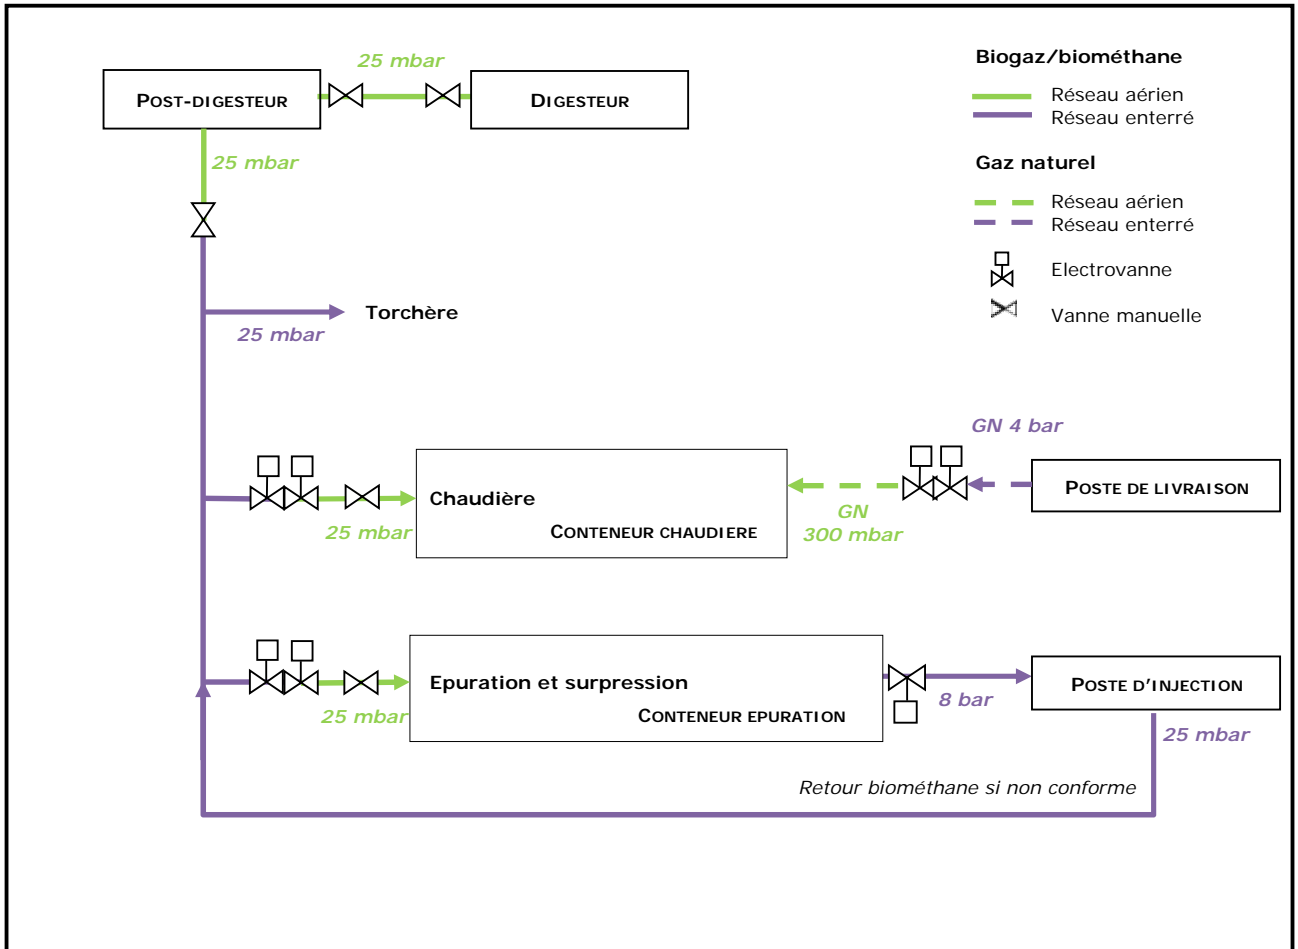 25 mbar
POST-DIGESTEUR
DIGESTEUR
25 mbar
Biogaz/biométhane
Réseau aérien
Réseau enterré
Gaz naturel
Réseau aérien
Réseau enterré
Electrovanne
Vanne manuelle
Torchère
25 mbar
GN 4 bar
Chaudière
CONTENEUR CHAUDIERE
25 mbar
GN
300 mbar
POSTE DE LIVRAISON
Epuration et surpression
CONTENEUR EPURATION
25 mbar
8 bar
POSTE D'INJECTION
25 mbar
Retour biométhane si non conforme